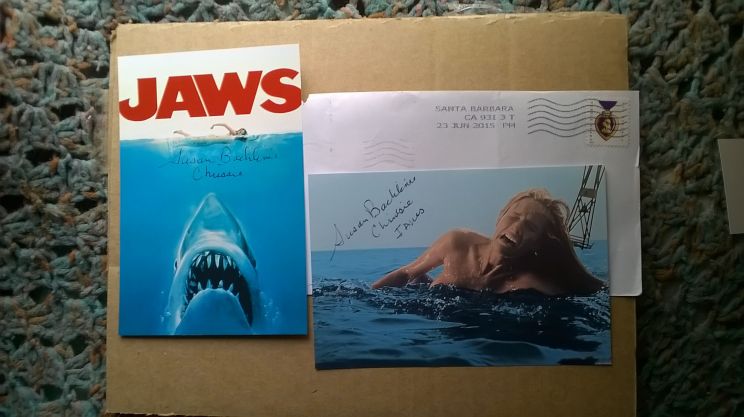 JAWS
Susan Backlinie
Chrissie
SANTA BARBARA
CA 931 3 T
23 JUN 2015 PM
Susan Backlinie
Chrissie
JAWS